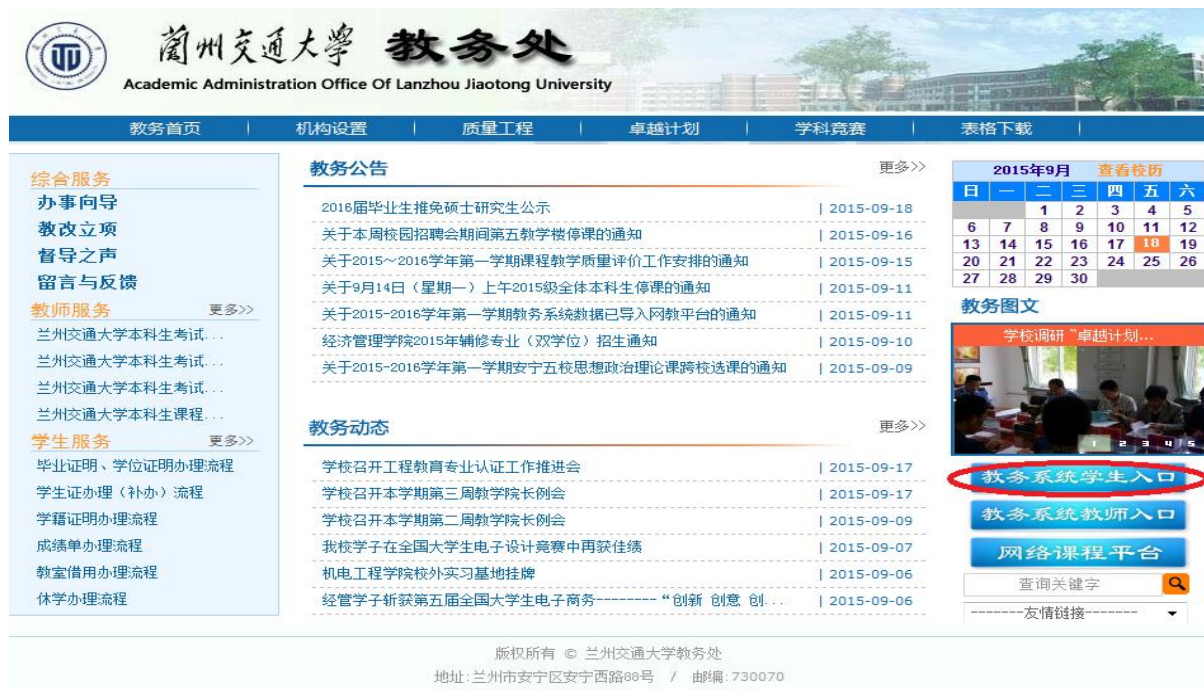 蘭州交通大學 教务处
Academic Administration Office Of Lanzhou Jiaotong University
教务首页 | 机构设置 | 质量工程 | 卓越计划 | 学科竞赛 | 表格下载 |
综合服务
办事向导
教改立项
督导之声
留言与反馈
教师服务 更多>>
兰州交通大学本科生考试...
兰州交通大学本科生考试...
兰州交通大学本科生考试...
兰州交通大学本科生课程...
学生服务 更多>>
毕业证明、学位证明办理流程
学生证办理（补办）流程
学籍证明办理流程
成绩单办理流程
教室借用办理流程
休学办理流程
教务公告 更多>>
2016届毕业生推免硕士研究生公示 | 2015-09-18
关于本周校园招聘会期间第五教学楼停课的通知 | 2015-09-16
关于2015～2016学年第一学期课程教学质量评价工作安排的通知 | 2015-09-15
关于9月14日（星期一）上午2015级全体本科生停课的通知 | 2015-09-11
关于2015-2016学年第一学期教务系统数据已导入网教平台的通知 | 2015-09-11
经济管理学院2015年辅修专业（双学位）招生通知 | 2015-09-10
关于2015-2016学年第一学期安宁五校思想政治理论课跨校选课的通知 | 2015-09-09
教务动态 更多>>
学校召开工程教育专业认证工作推进会 | 2015-09-17
学校召开本学期第三周教学院长例会 | 2015-09-17
学校召开本学期第二周教学院长例会 | 2015-09-09
我校学子在全国大学生电子设计竞赛中再获佳绩 | 2015-09-07
机电工程学院校外实习基地挂牌 | 2015-09-06
经管学子斩获第五届全国大学生电子商务--------“创新 创意 创... | 2015-09-06
2015年9月 查看校历
日 一 二 三 四 五 六
1 2 3 4 5
6 7 8 9 10 11 12
13 14 15 16 17 18 19
20 21 22 23 24 25 26
27 28 29 30
教务图文
学校调研“卓越计划...
1 2 3 4 5
教务系统学生入口
教务系统教师入口
网络课程平台
查询关键字
-------友情链接-------
版权所有 © 兰州交通大学教务处
地址:兰州市安宁区安宁西路88号 / 邮编:730070